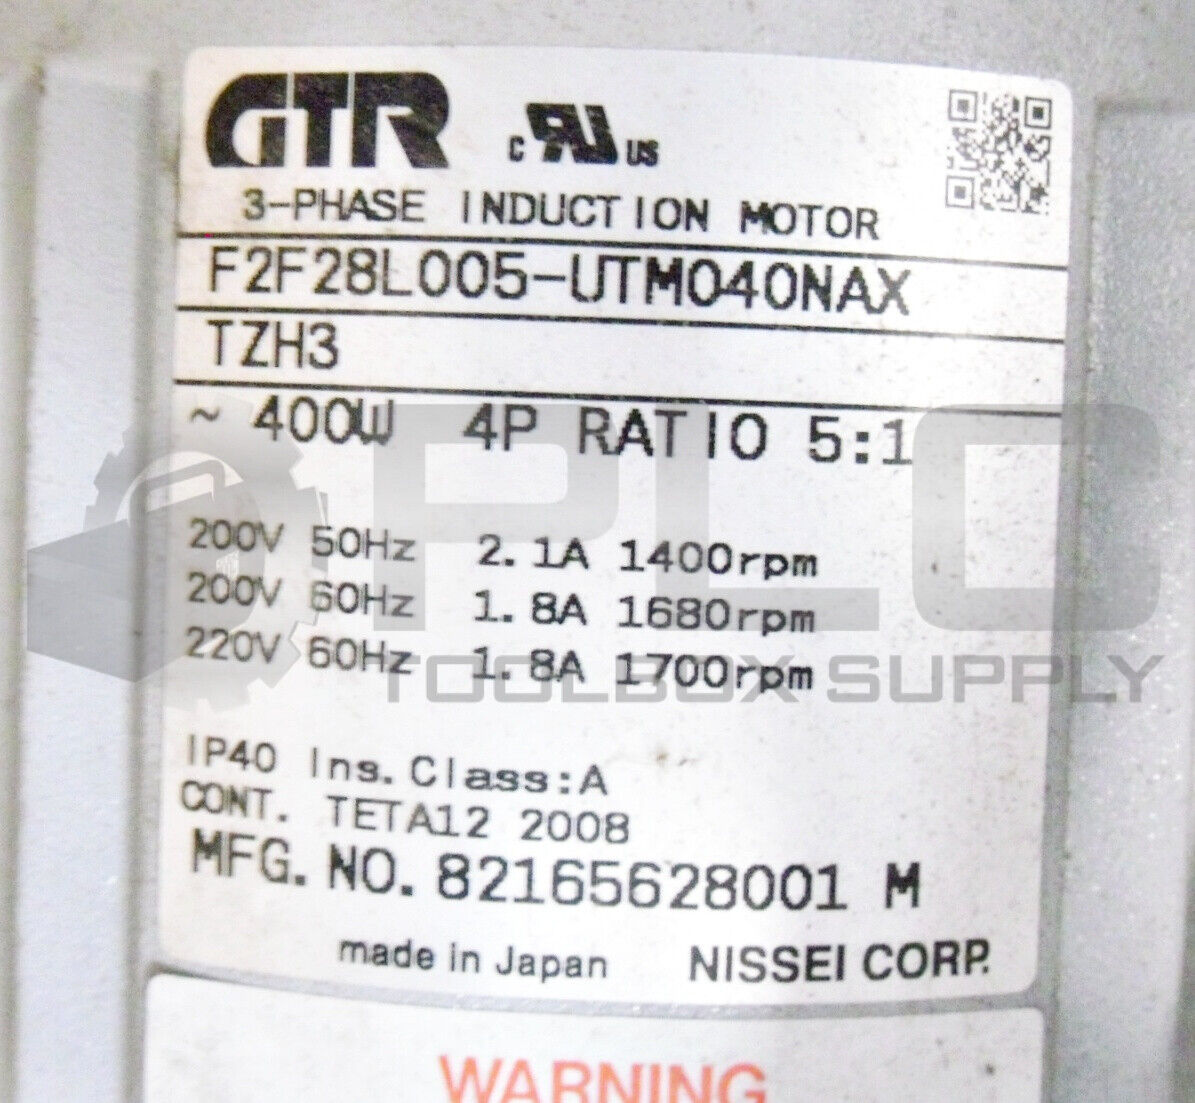 GTR
c RU US
3-PHASE INDUCTION MOTOR
F2F28L005-UTM040NAX
TZH3
~ 400W 4P RATIO 5:1
200V 50Hz 2.1A 1400rpm
200V 60Hz 1.8A 1680rpm
220V 60Hz 1.8A 1700rpm
PLC
TOOLBOX SUPPLY
IP40 Ins.Class:A
CONT. TETA12 2008
MFG.NO.82165628001 M
made in Japan NISSEI CORP.
WARNING